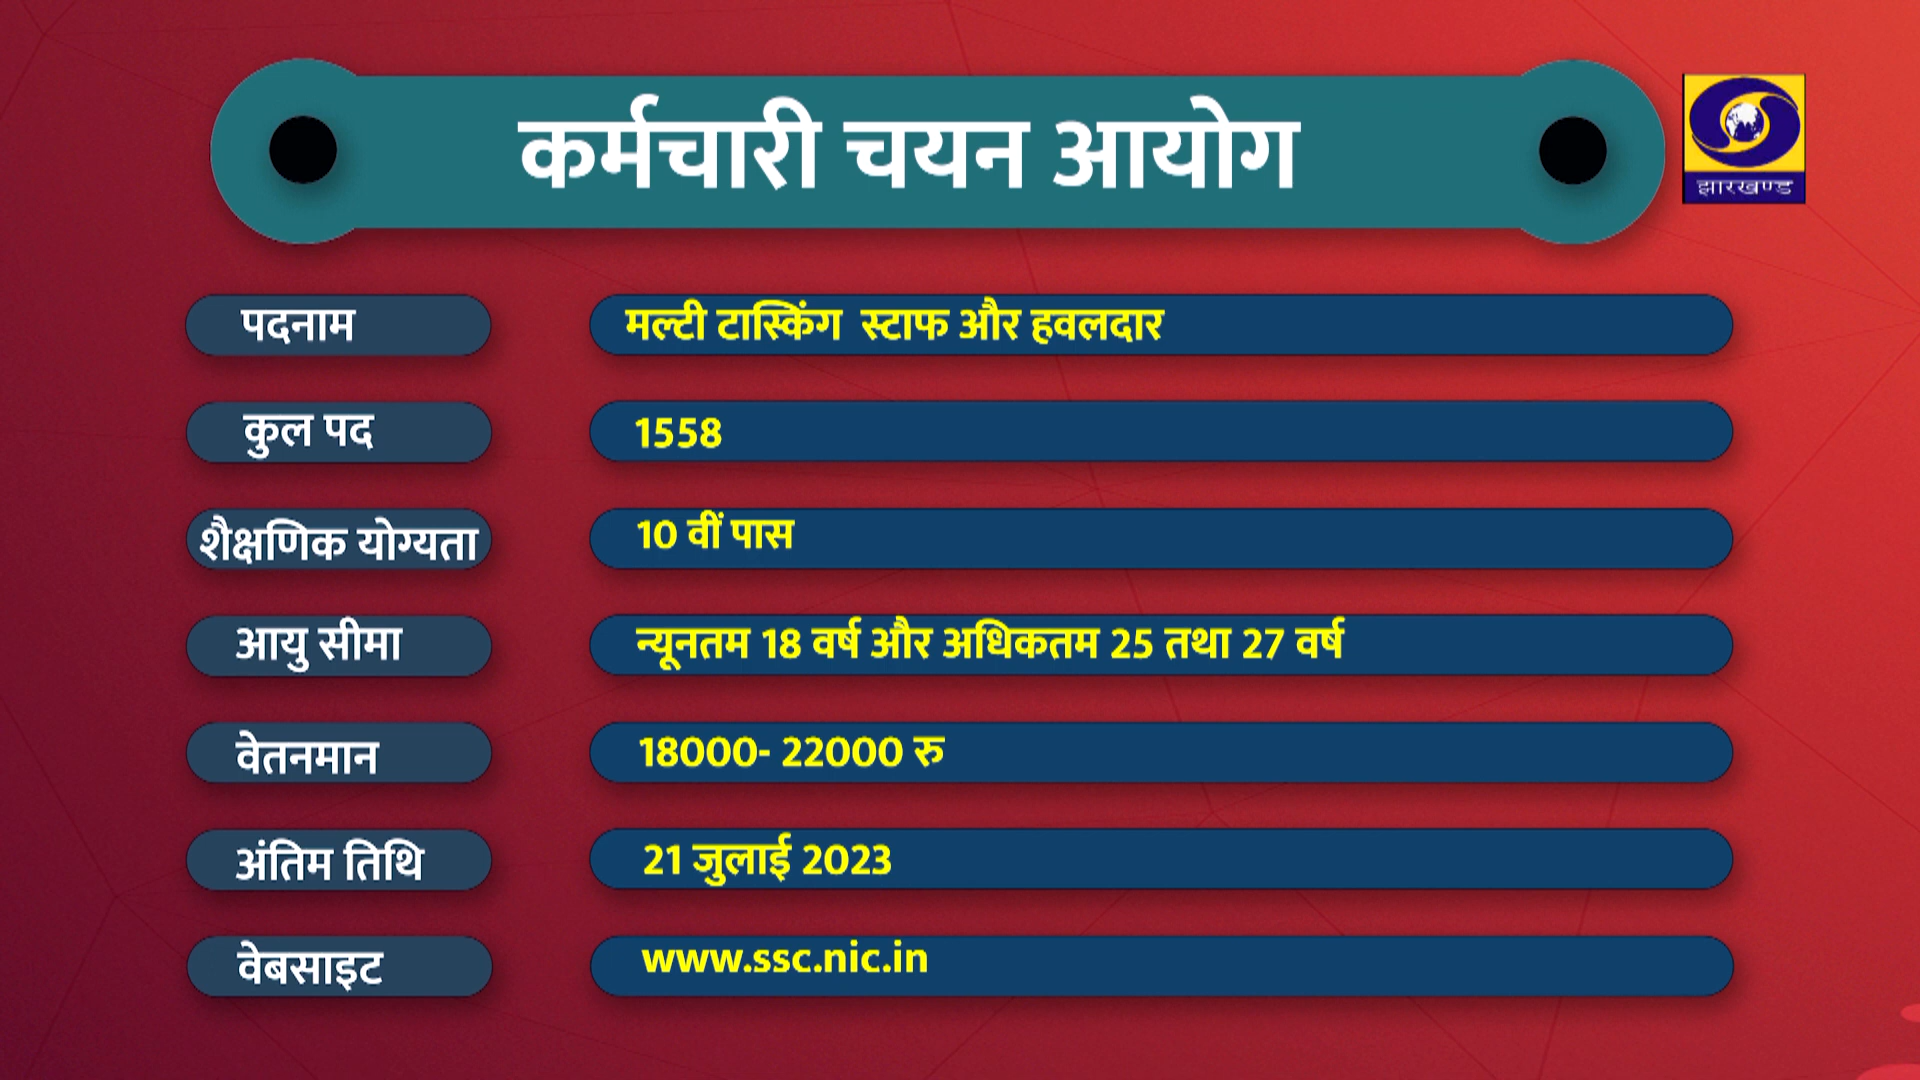 कर्मचारी चयन आयोग
झारखण्ड
पदनाम
मल्टी टास्किंग स्टाफ और हवलदार
कुल पद
1558
शैक्षणिक योग्यता
10 वीं पास
आयु सीमा
न्यूनतम 18 वर्ष और अधिकतम 25 तथा 27 वर्ष
वेतनमान
18000- 22000 रु
अंतिम तिथि
21 जुलाई 2023
वेबसाइट
www.ssc.nic.in